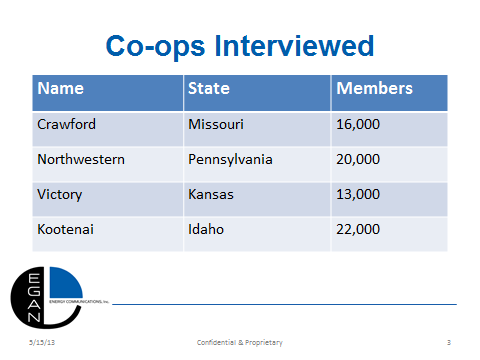 Co-ops Interviewed
Name State Members
Crawford Missouri 16,000
Northwestern Pennsylvania 20,000
Victory Kansas 13,000
Kootenai Idaho 22,000
EGAN
ENERGY COMMUNICATIONS, Inc.
5/15/13 Confidential & Proprietary 3